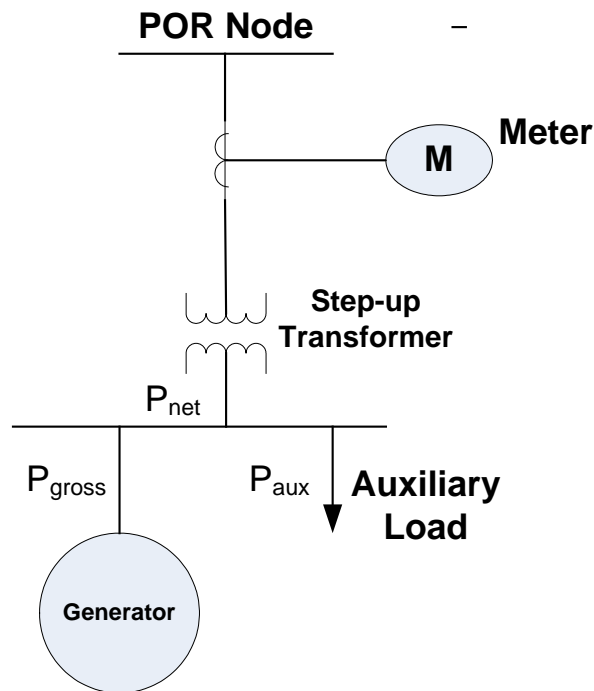 POR Node –
Meter
M
Step-up
Transformer
Pnet
Pgross
Paux
Auxiliary
Load
Generator